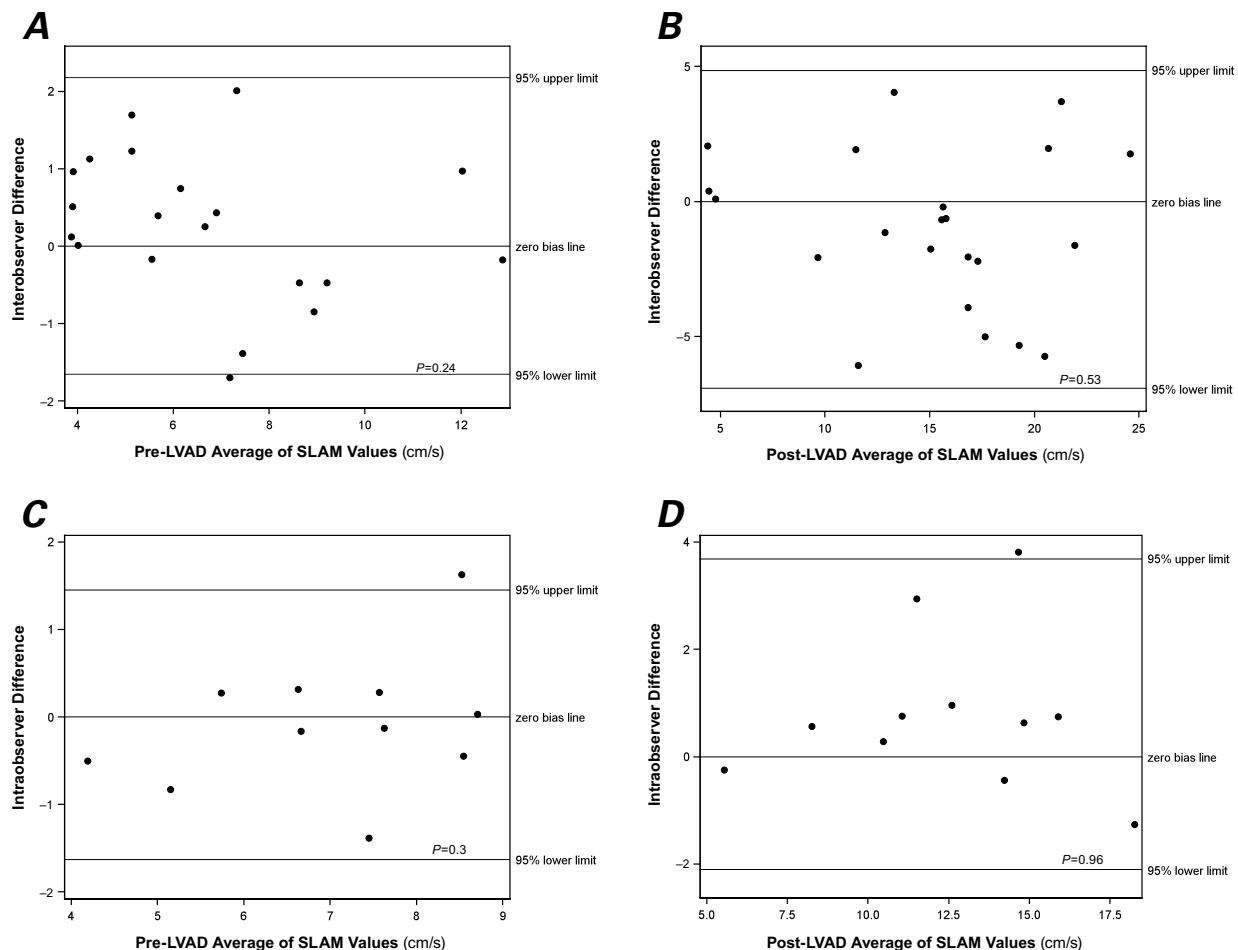 A
Interobserver Difference
2
1
0
–1
–2
95% upper limit
zero bias line
P=0.24
95% lower limit
4 6 8 10 12
Pre-LVAD Average of SLAM Values (cm/s)
B
Interobserver Difference
5
0
–5
95% upper limit
zero bias line
P=0.53
95% lower limit
5 10 15 20 25
Post-LVAD Average of SLAM Values (cm/s)
C
Intraobserver Difference
2
1
0
–1
–2
95% upper limit
zero bias line
P=0.3
95% lower limit
4 5 6 7 8 9
Pre-LVAD Average of SLAM Values (cm/s)
D
Intraobserver Difference
4
2
0
–2
95% upper limit
zero bias line
P=0.96
95% lower limit
5.0 7.5 10.0 12.5 15.0 17.5
Post-LVAD Average of SLAM Values (cm/s)